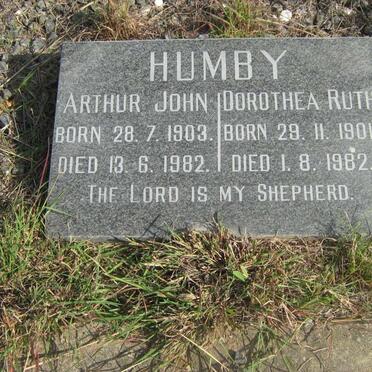 HUMBY
ARTHUR JOHN DOROTHEA RUTH
BORN 28.7.1903. BORN 29.11.1901
DIED 13.6.1982. DIED 1.8.1982.
THE LORD IS MY SHEPHERD.